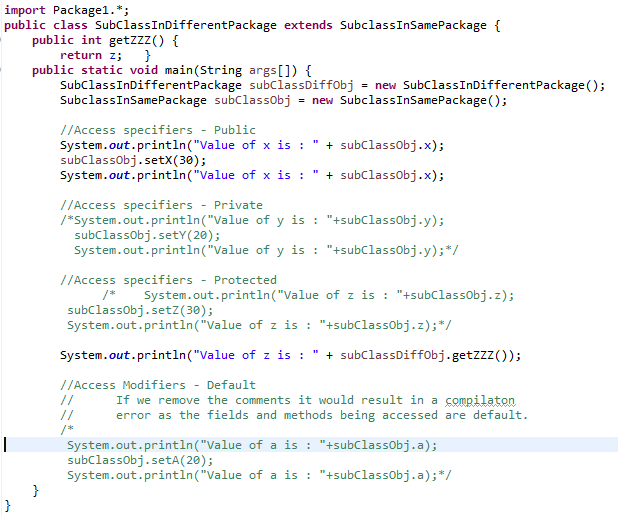 import Package1.*;
public class SubClassInDifferentPackage extends SubclassInSamePackage {
public int getZZZ() {
return z;   }
public static void main(String args[]) {
SubClassInDifferentPackage subClassDiffObj = new SubClassInDifferentPackage();
SubclassInSamePackage subClassObj = new SubclassInSamePackage();
//Access specifiers - Public
System.out.println("Value of x is : " + subClassObj.x);
subClassObj.setX(30);
System.out.println("Value of x is : " + subClassObj.x);
//Access specifiers - Private
/*System.out.println("Value of y is : "+subClassObj.y);
subClassObj.setY(20);
System.out.println("Value of y is : "+subClassObj.y);*/
//Access specifiers - Protected
/*    System.out.println("Value of z is : "+subClassObj.z);
subClassObj.setZ(30);
System.out.println("Value of z is : "+subClassObj.z);*/
System.out.println("Value of z is : " + subClassDiffObj.getZZZ());
//Access Modifiers - Default
//      If we remove the comments it would result in a compilaton
//      error as the fields and methods being accessed are default.
/*
System.out.println("Value of a is : "+subClassObj.a);
subClassObj.setA(20);
System.out.println("Value of a is : "+subClassObj.a);*/
}
}